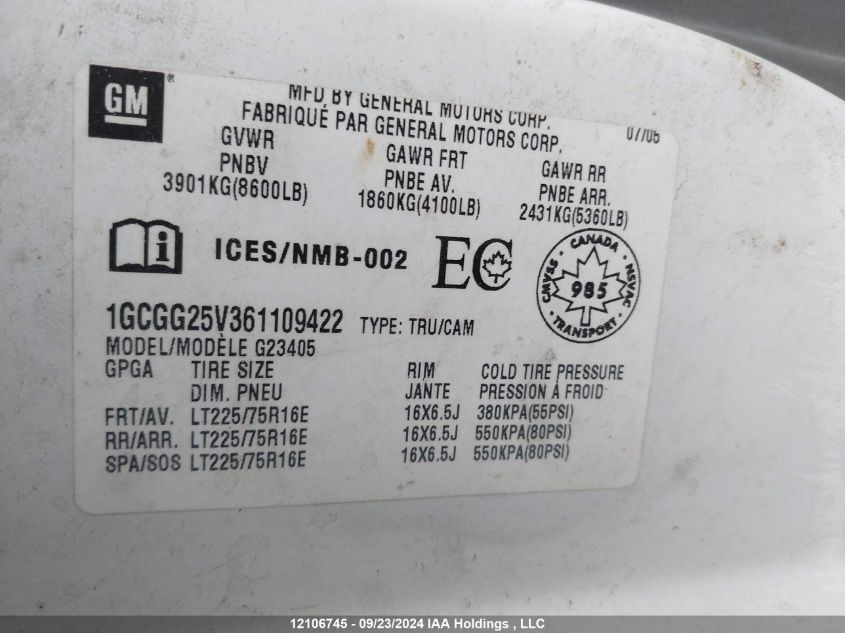 GM ®
MFD, BY GENERAL MOTORS CORP.
FABRIQUÉ PAR GENERAL MOTORS CORP.
07/05
GVWR GAWR FRT GAWR RR
PNBV PNBE AV. PNBE ARR.
3901KG(8600LB) 1860KG(4100LB) 2431KG(5360LB)
i ICES/NMB-002 EC
CANADA
CMVSS 985 NSVAC
TRANSPORT
1GCGG25V361109422 TYPE: TRU/CAM
MODEL/MODÈLE G23405
GPGA TIRE SIZE RIM COLD TIRE PRESSURE
DIM. PNEU JANTE PRESSION À FROID
FRT/AV. LT225/75R16E 16X6.5J 380KPA(55PSI)
RR/ARR. LT225/75R16E 16X6.5J 550KPA(80PSI)
SPA/SOS LT225/75R16E 16X6.5J 550KPA(80PSI)
12106745 - 09/23/2024 IAA Holdings , LLC